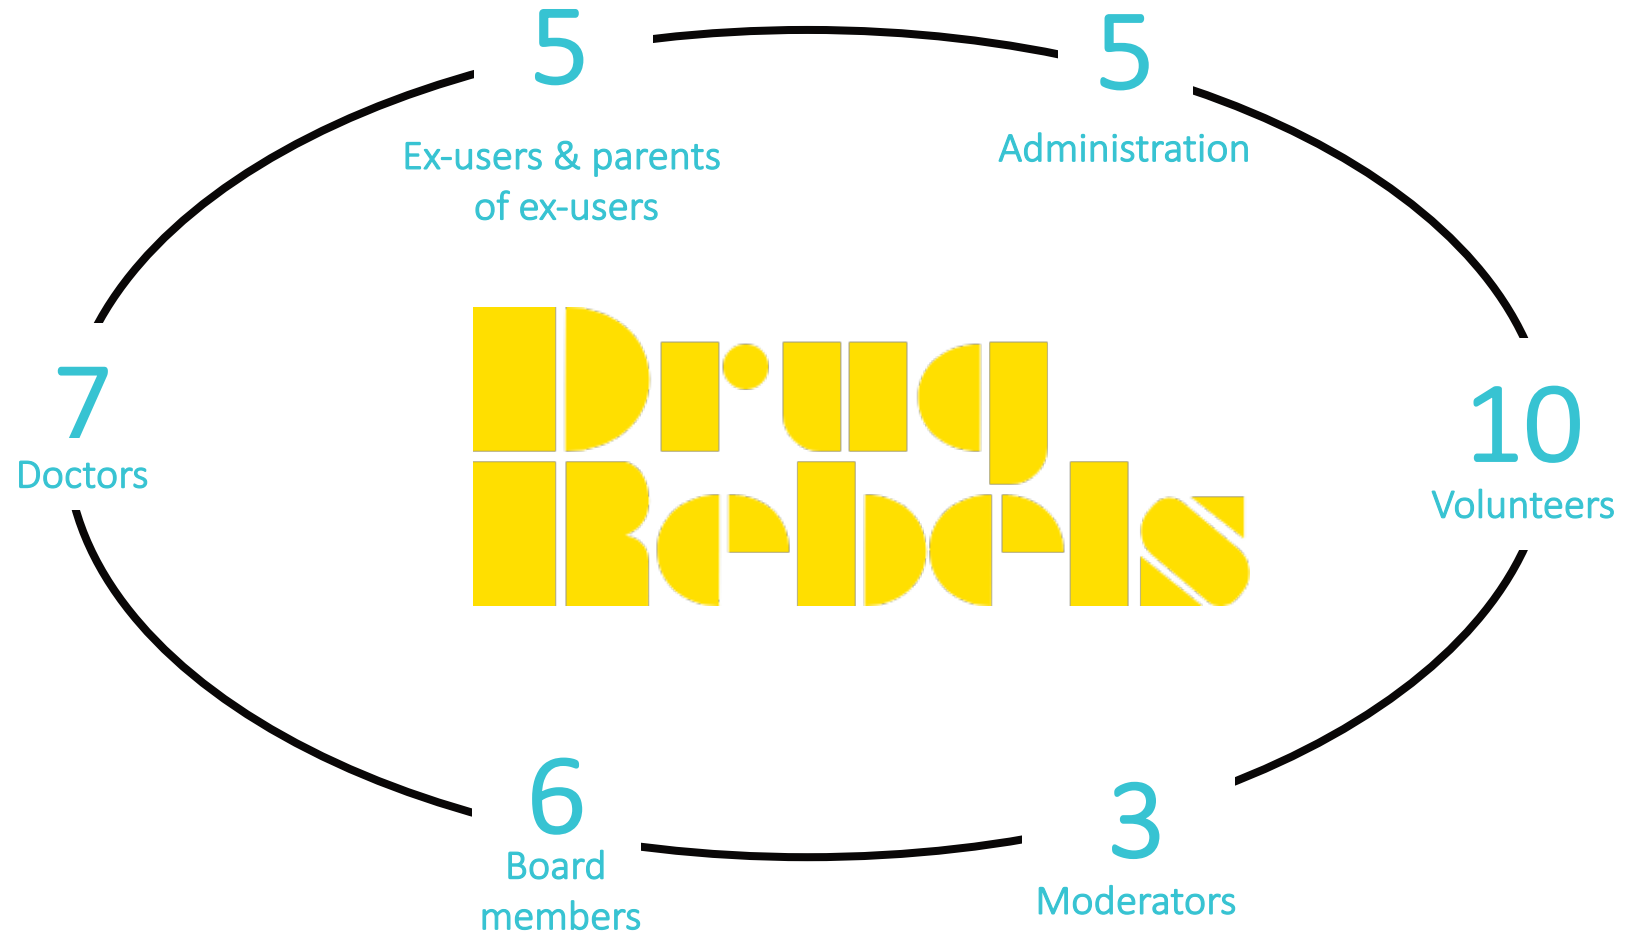 5
Ex-users & parents
of ex-users
5
Administration
7
Doctors
Drug
Rebels
10
Volunteers
6
Board
members
3
Moderators